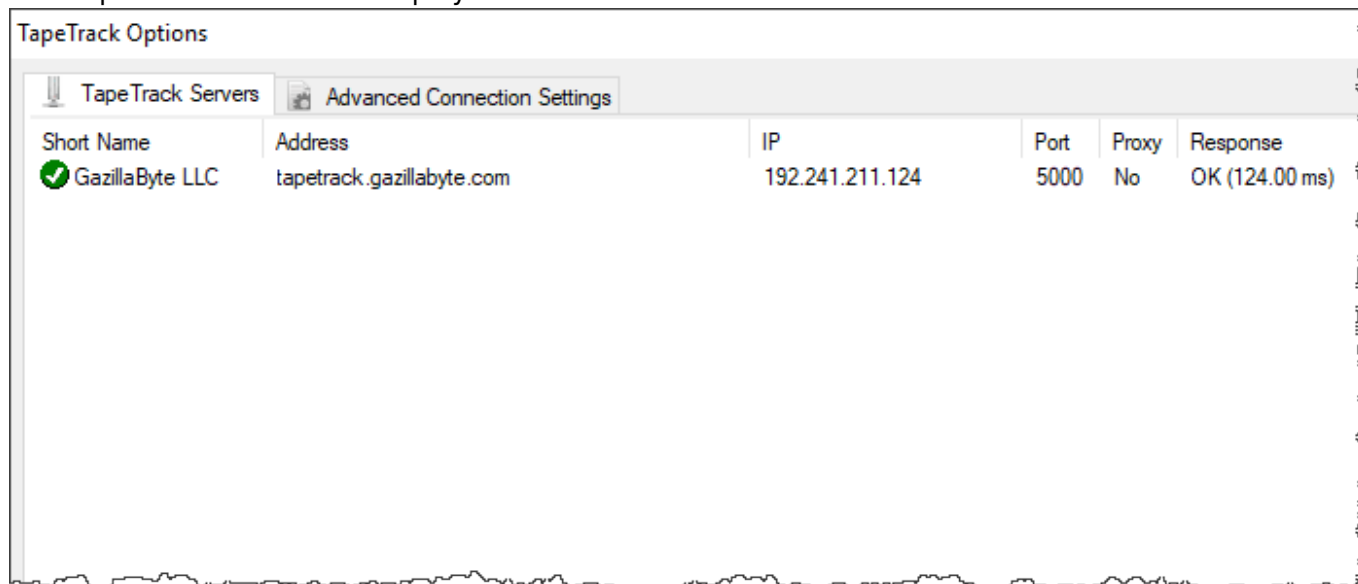 TapeTrack Options
TapeTrack Servers Advanced Connection Settings
Short Name Address IP Port Proxy Response
GazillaByte LLC tapetrack.gazillabyte.com 192.241.211.124 5000 No OK (124.00 ms)